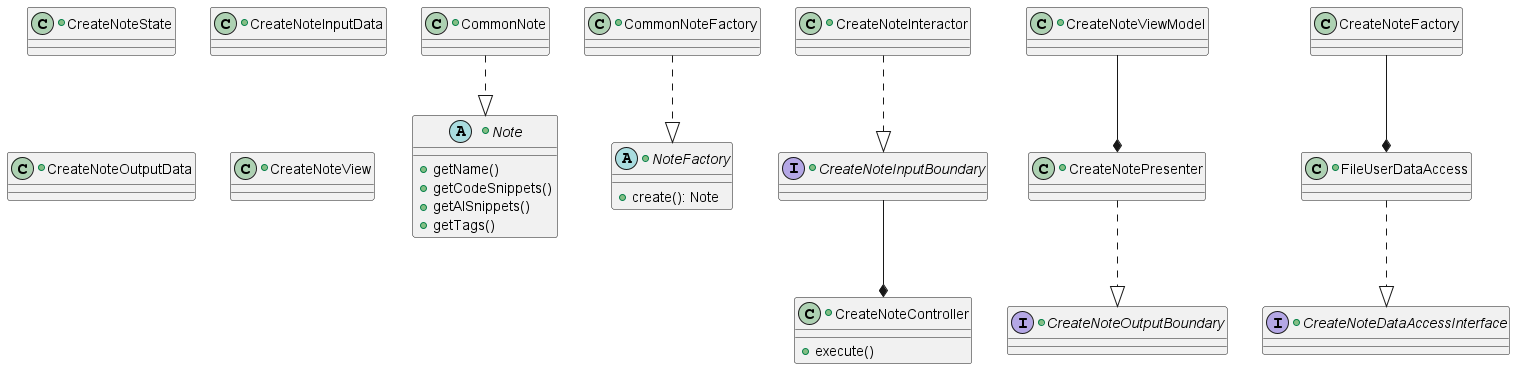 C CreateNoteState
C CreateNoteInputData
C CommonNote
C CommonNoteFactory
C CreateNoteInteractor
C CreateNoteViewModel
C CreateNoteFactory
C CreateNoteOutputData
C CreateNoteView
A Note
getName()
getCodeSnippets()
getAISnippets()
getTags()
A NoteFactory
create(): Note
I CreateNoteInputBoundary
C CreateNotePresenter
C FileUserDataAccess
C CreateNoteController
execute()
I CreateNoteOutputBoundary
I CreateNoteDataAccessInterface